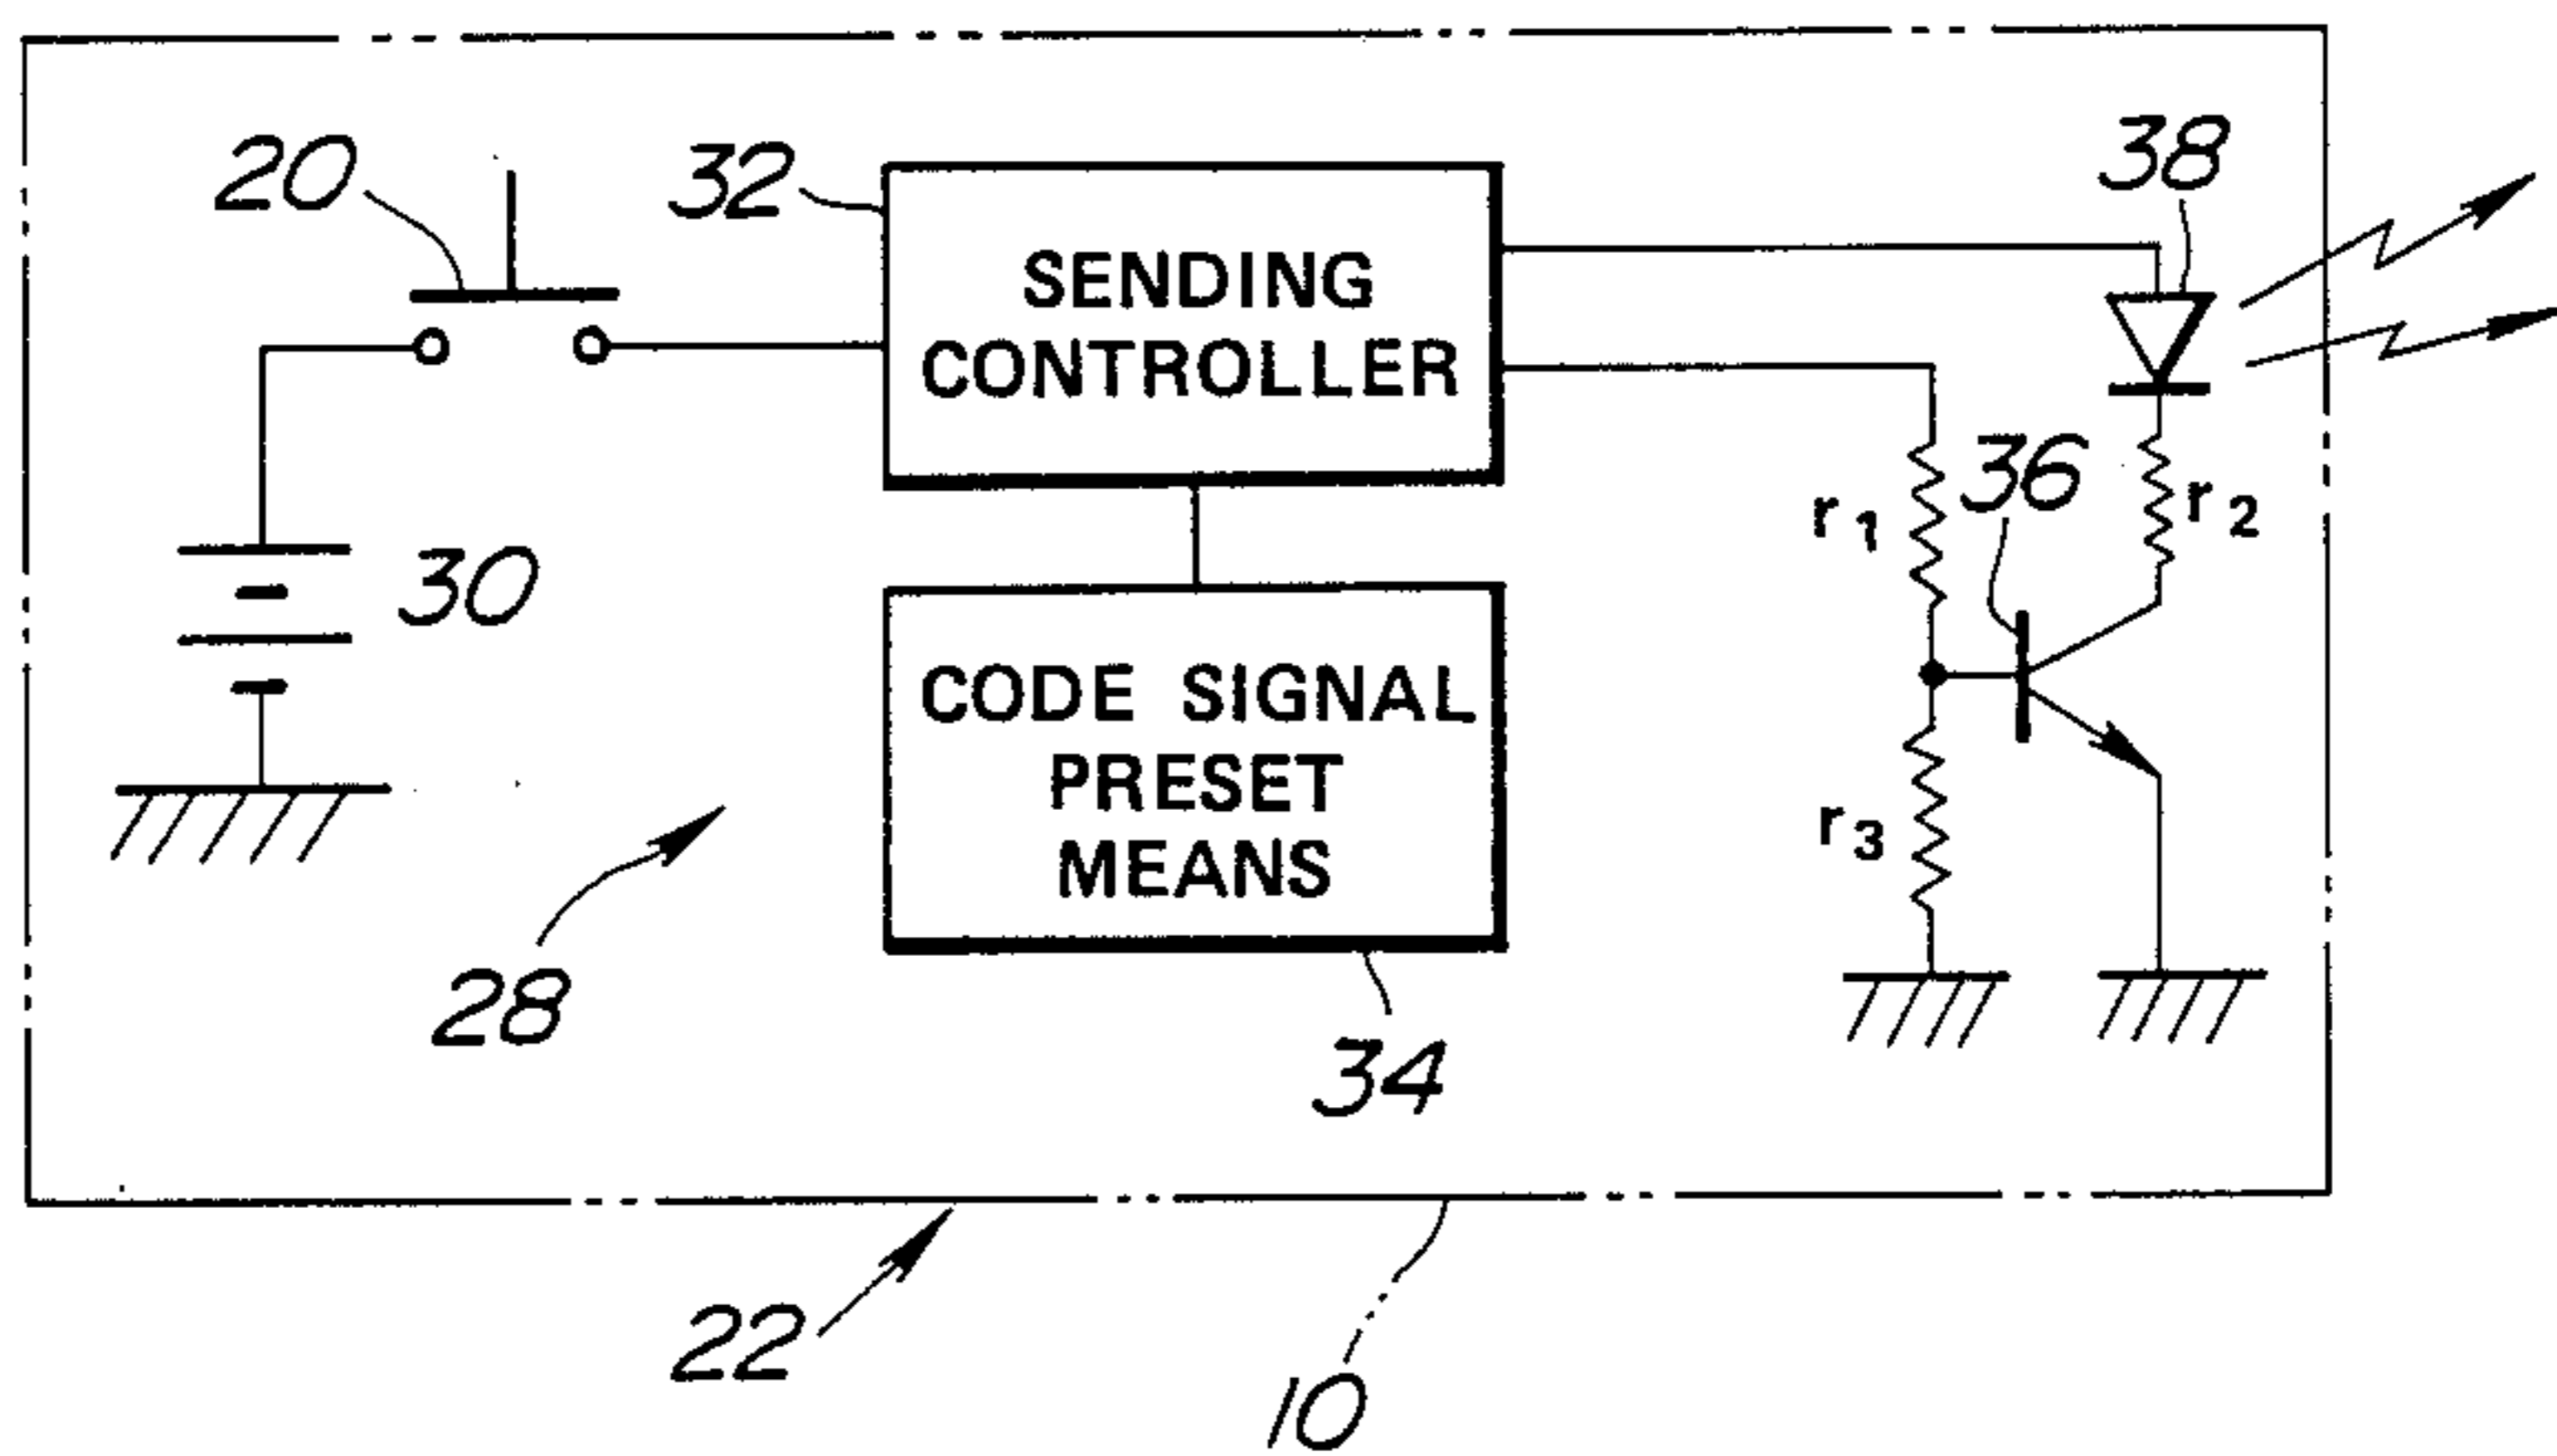 20
32
38
SENDING
CONTROLLER
30
r1
36
r2
CODE SIGNAL
PRESET
MEANS
r3
28
34
22
10